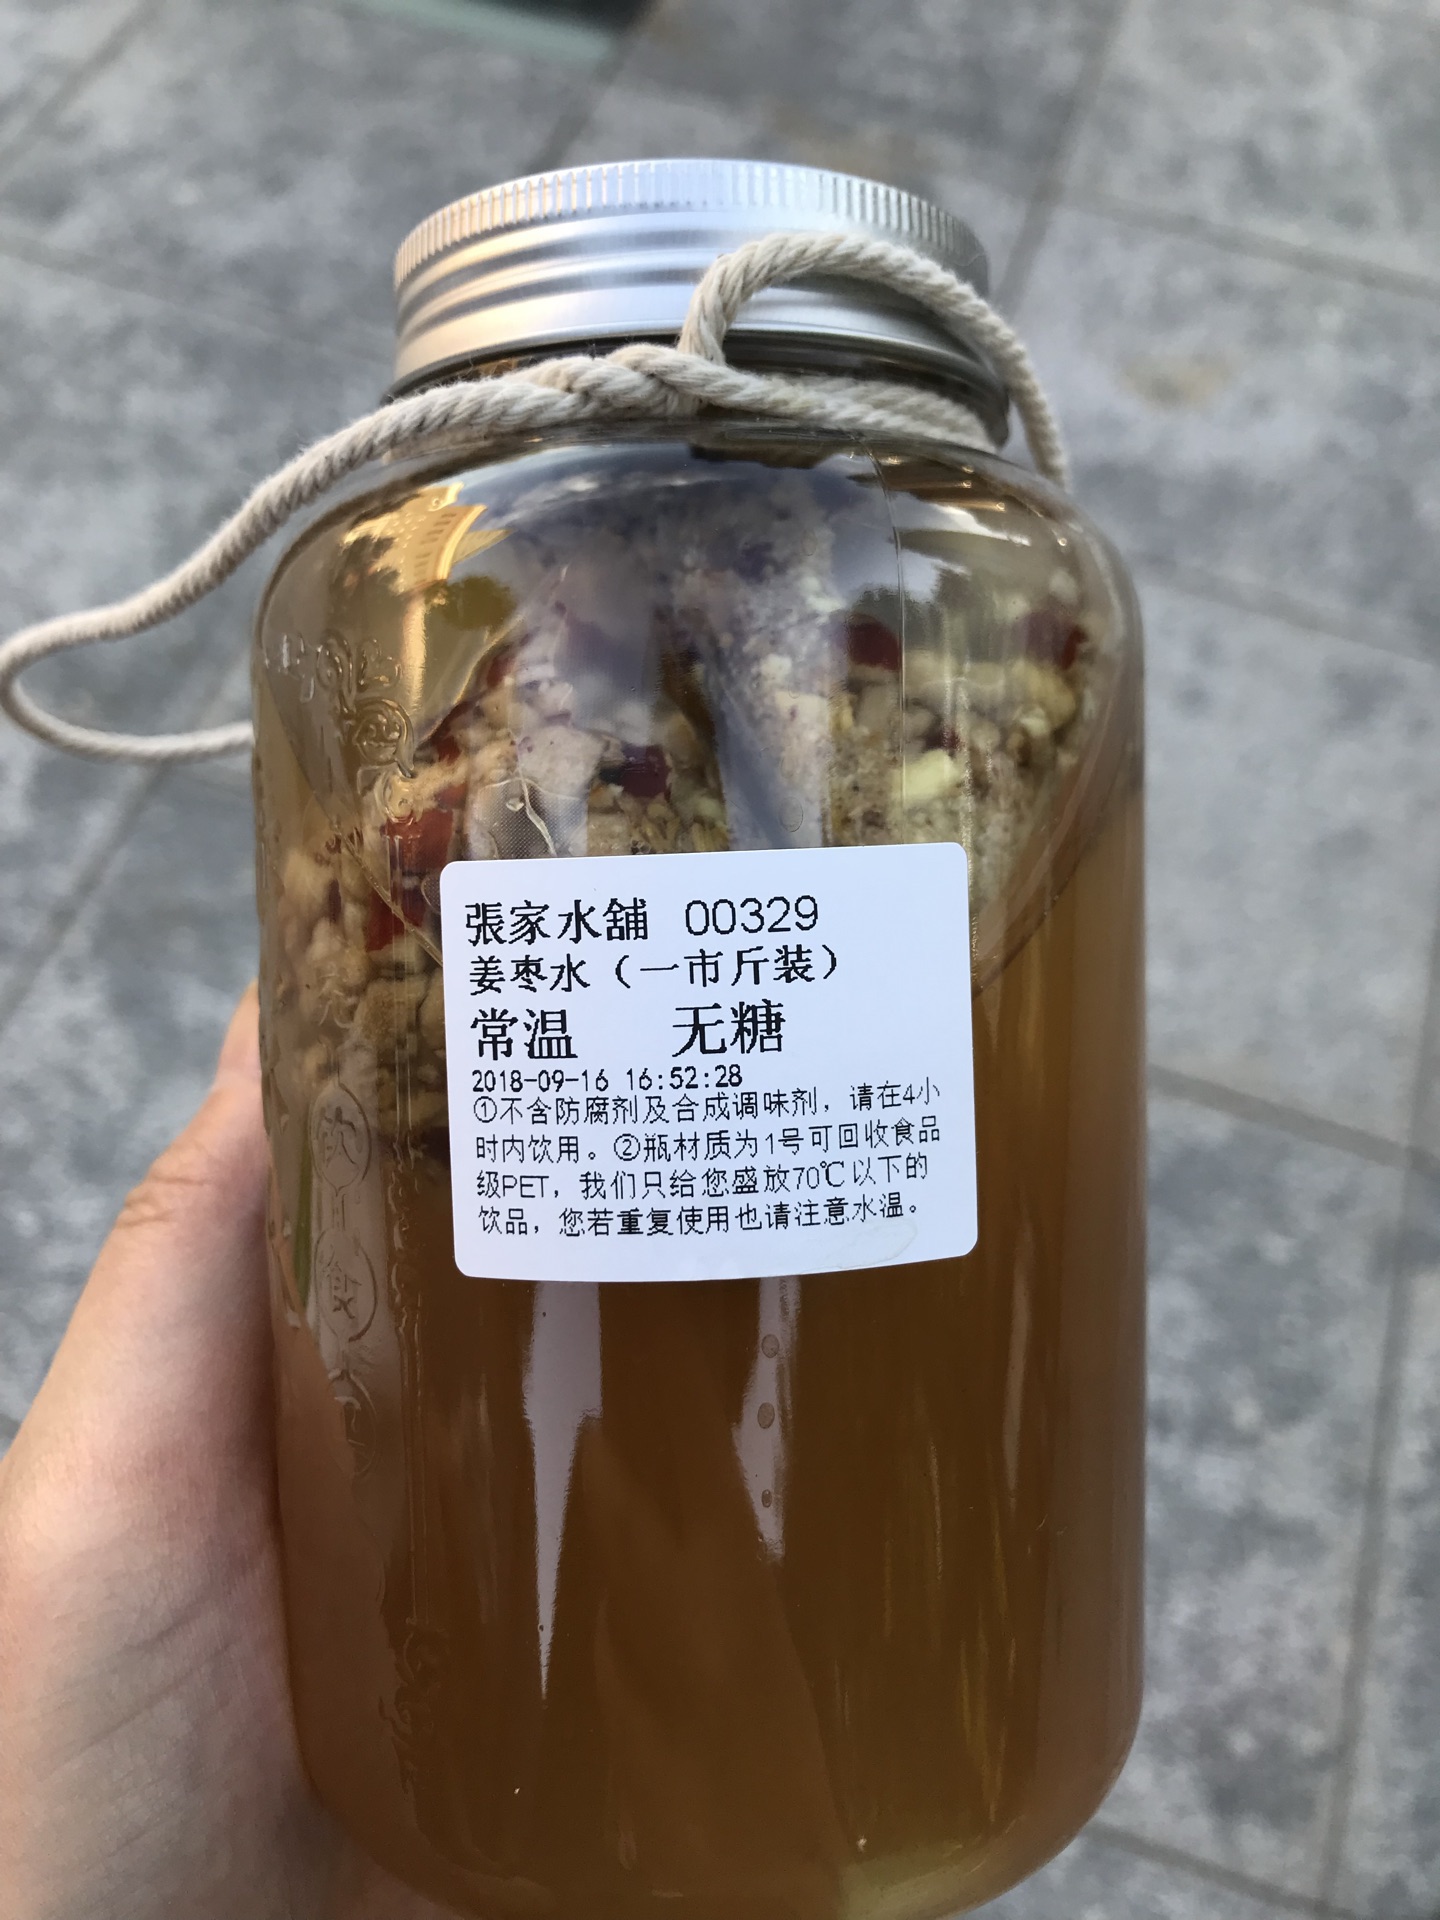 張家水舖 00329
姜枣水（一市斤装）
常温 无糖
2018-09-16 16:52:28
①不含防腐剂及合成调味剂，请在4小
时内饮用。②瓶材质为1号可回收食品
级PET，我们只给您盛放70℃以下的
饮品，您若重复使用也请注意水温。
饮
食